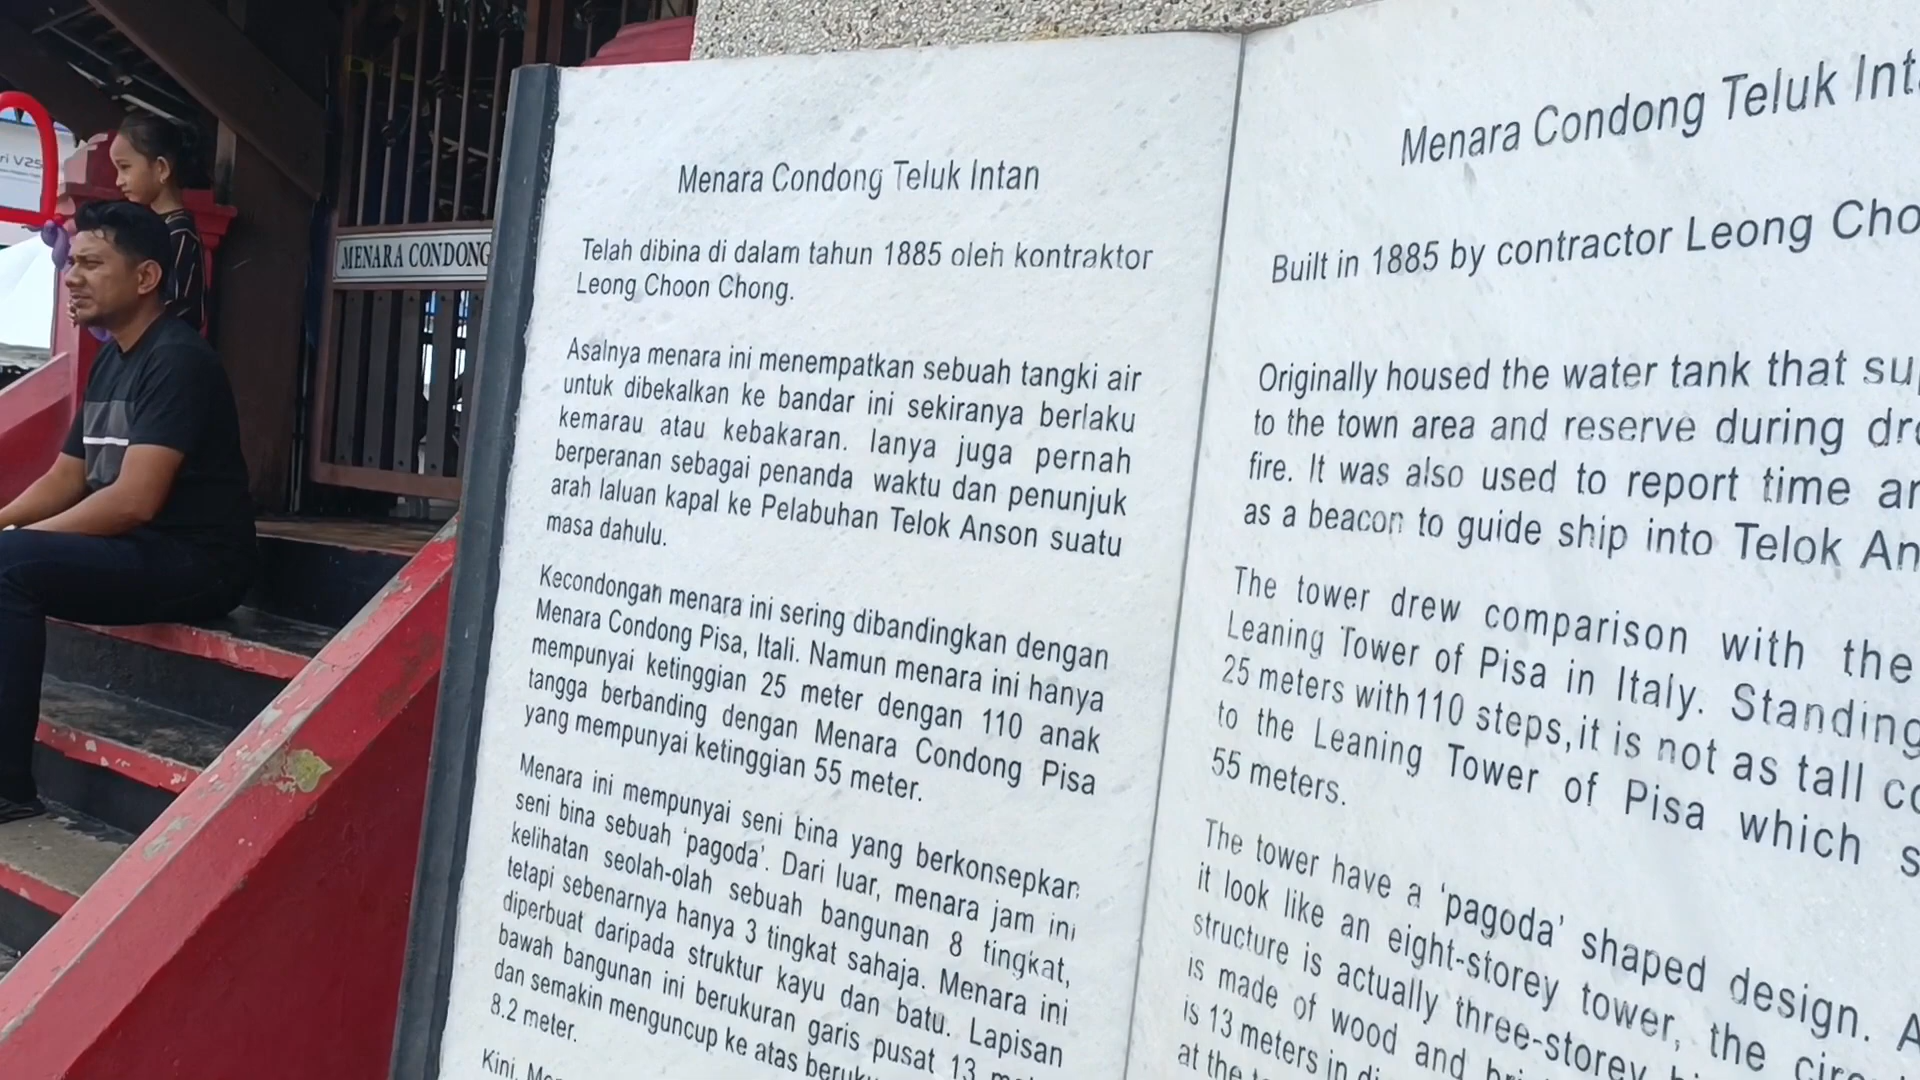 ri V25
MENARA CONDONG
Menara Condong Teluk Intan
Telah dibina di dalam tahun 1885 oleh kontraktor
Leong Choon Chong.
Asalnya menara ini menempatkan sebuah tangki air
untuk dibekalkan ke bandar ini sekiranya berlaku
kemarau atau kebakaran. Ianya juga pernah
berperanan sebagai penanda waktu dan penunjuk
arah laluan kapal ke Pelabuhan Telok Anson suatu
masa dahulu.
Kecondongan menara ini sering dibandingkan dengan
Menara Condong Pisa, Itali. Namun menara ini hanya
mempunyai ketinggian 25 meter dengan 110 anak
tangga berbanding dengan Menara Condong Pisa
yang mempunyai ketinggian 55 meter.
Menara ini mempunyai seni bina yang berkonsepkan
seni bina sebuah 'pagoda'. Dari luar, menara jam ini
kelihatan seolah-olah sebuah bangunan 8 tingkat,
tetapi sebenarnya hanya 3 tingkat sahaja. Menara ini
diperbuat daripada struktur kayu dan batu. Lapisan
bawah bangunan ini berukuran garis pusat 13
dan semakin menguncup ke atas
8.2 meter.
Kini,
Menara Condong Teluk
Built in 1885 by contractor Leong
Originally housed the water tank that
to the town area and reserve during
fire. It was also used to report time
as a beacon to guide ship into Telok
The tower drew comparison with the
Leaning Tower of Pisa in Italy. Standing
25 meters with 110 steps, it is not as tall
to the Leaning Tower of Pisa which
55 meters.
The tower have a 'pagoda' shaped design.
it look like an eight-storey tower, the
structure is actually three-storey
is made of wood and
is 13 meters in
at the